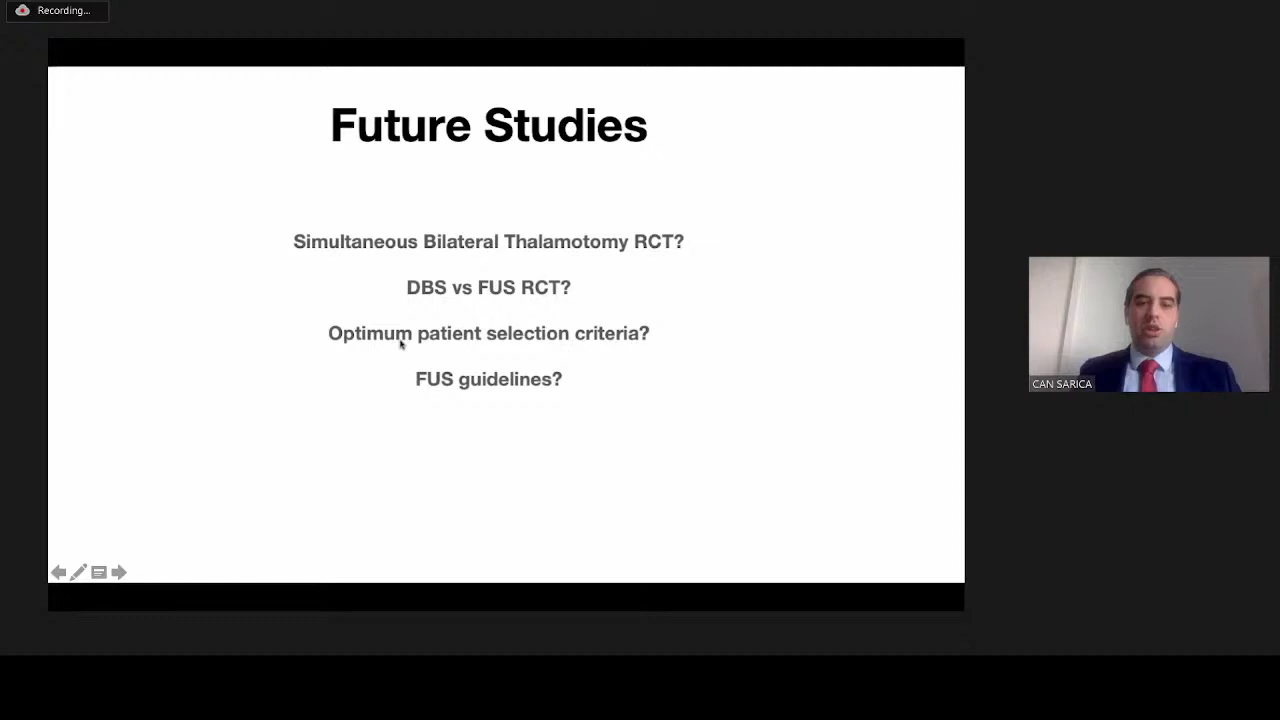 Recording...
Future Studies
Simultaneous Bilateral Thalamotomy RCT?
DBS vs FUS RCT?
Optimum patient selection criteria?
FUS guidelines?
CAN SARICA